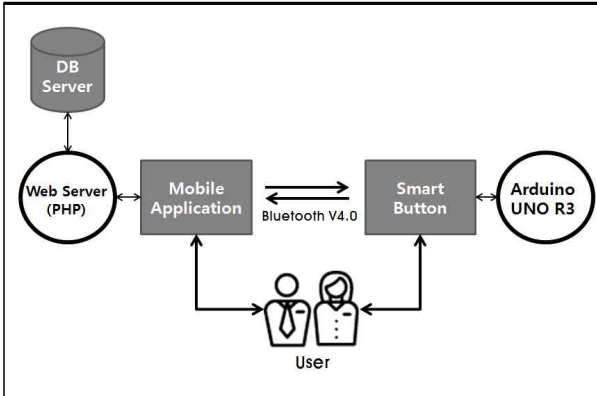 DB
Server
Web Server
(PHP)
Mobile
Application
Bluetooth V4.0
Smart
Button
Arduino
UNO R3
User